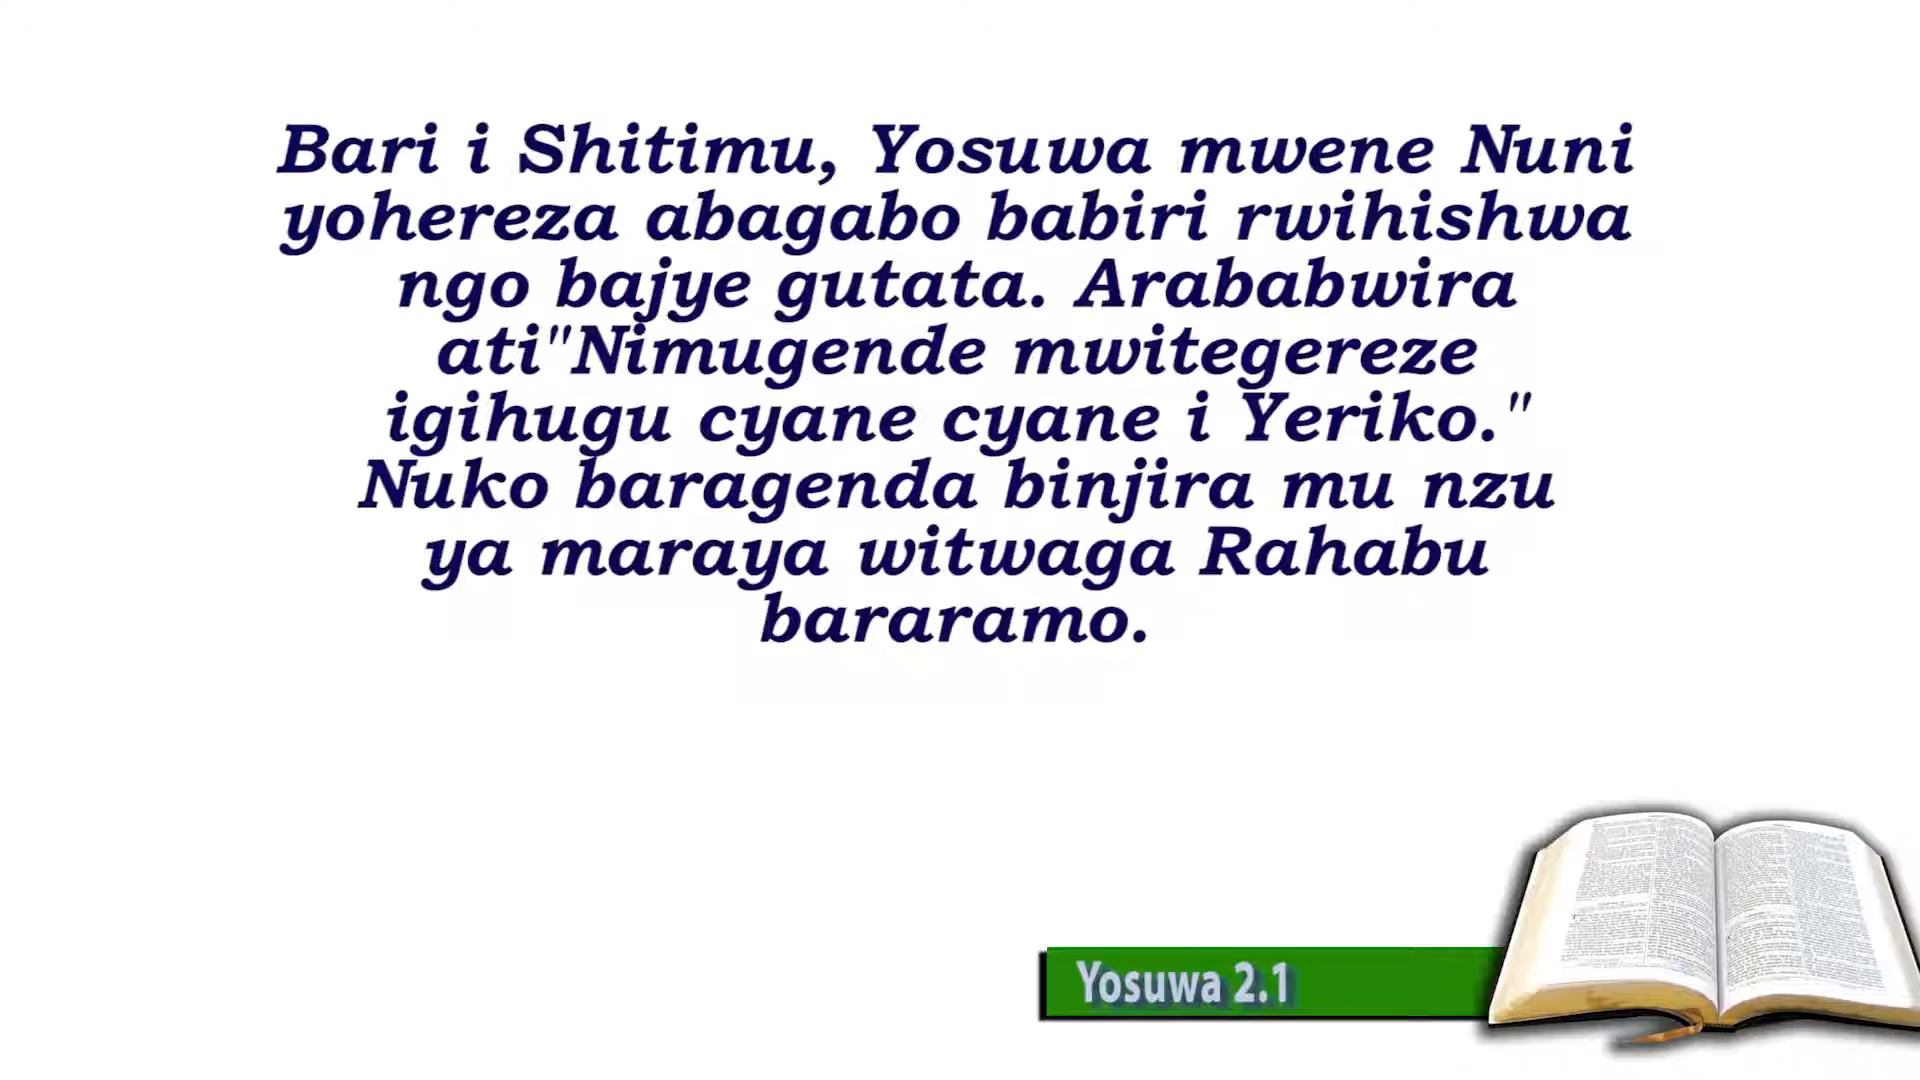 Bari i Shitimu, Yosuwa mwene Nuni
yohereza abagabo babiri rwihishwa
ngo bajye gutata. Arababwira
ati"Nimugende mwitegereze
igihugu cyane cyane i Yeriko."
Nuko baragenda binjira mu nzu
ya maraya witwaga Rahabu
bararamo.
Yosuwa 2.1